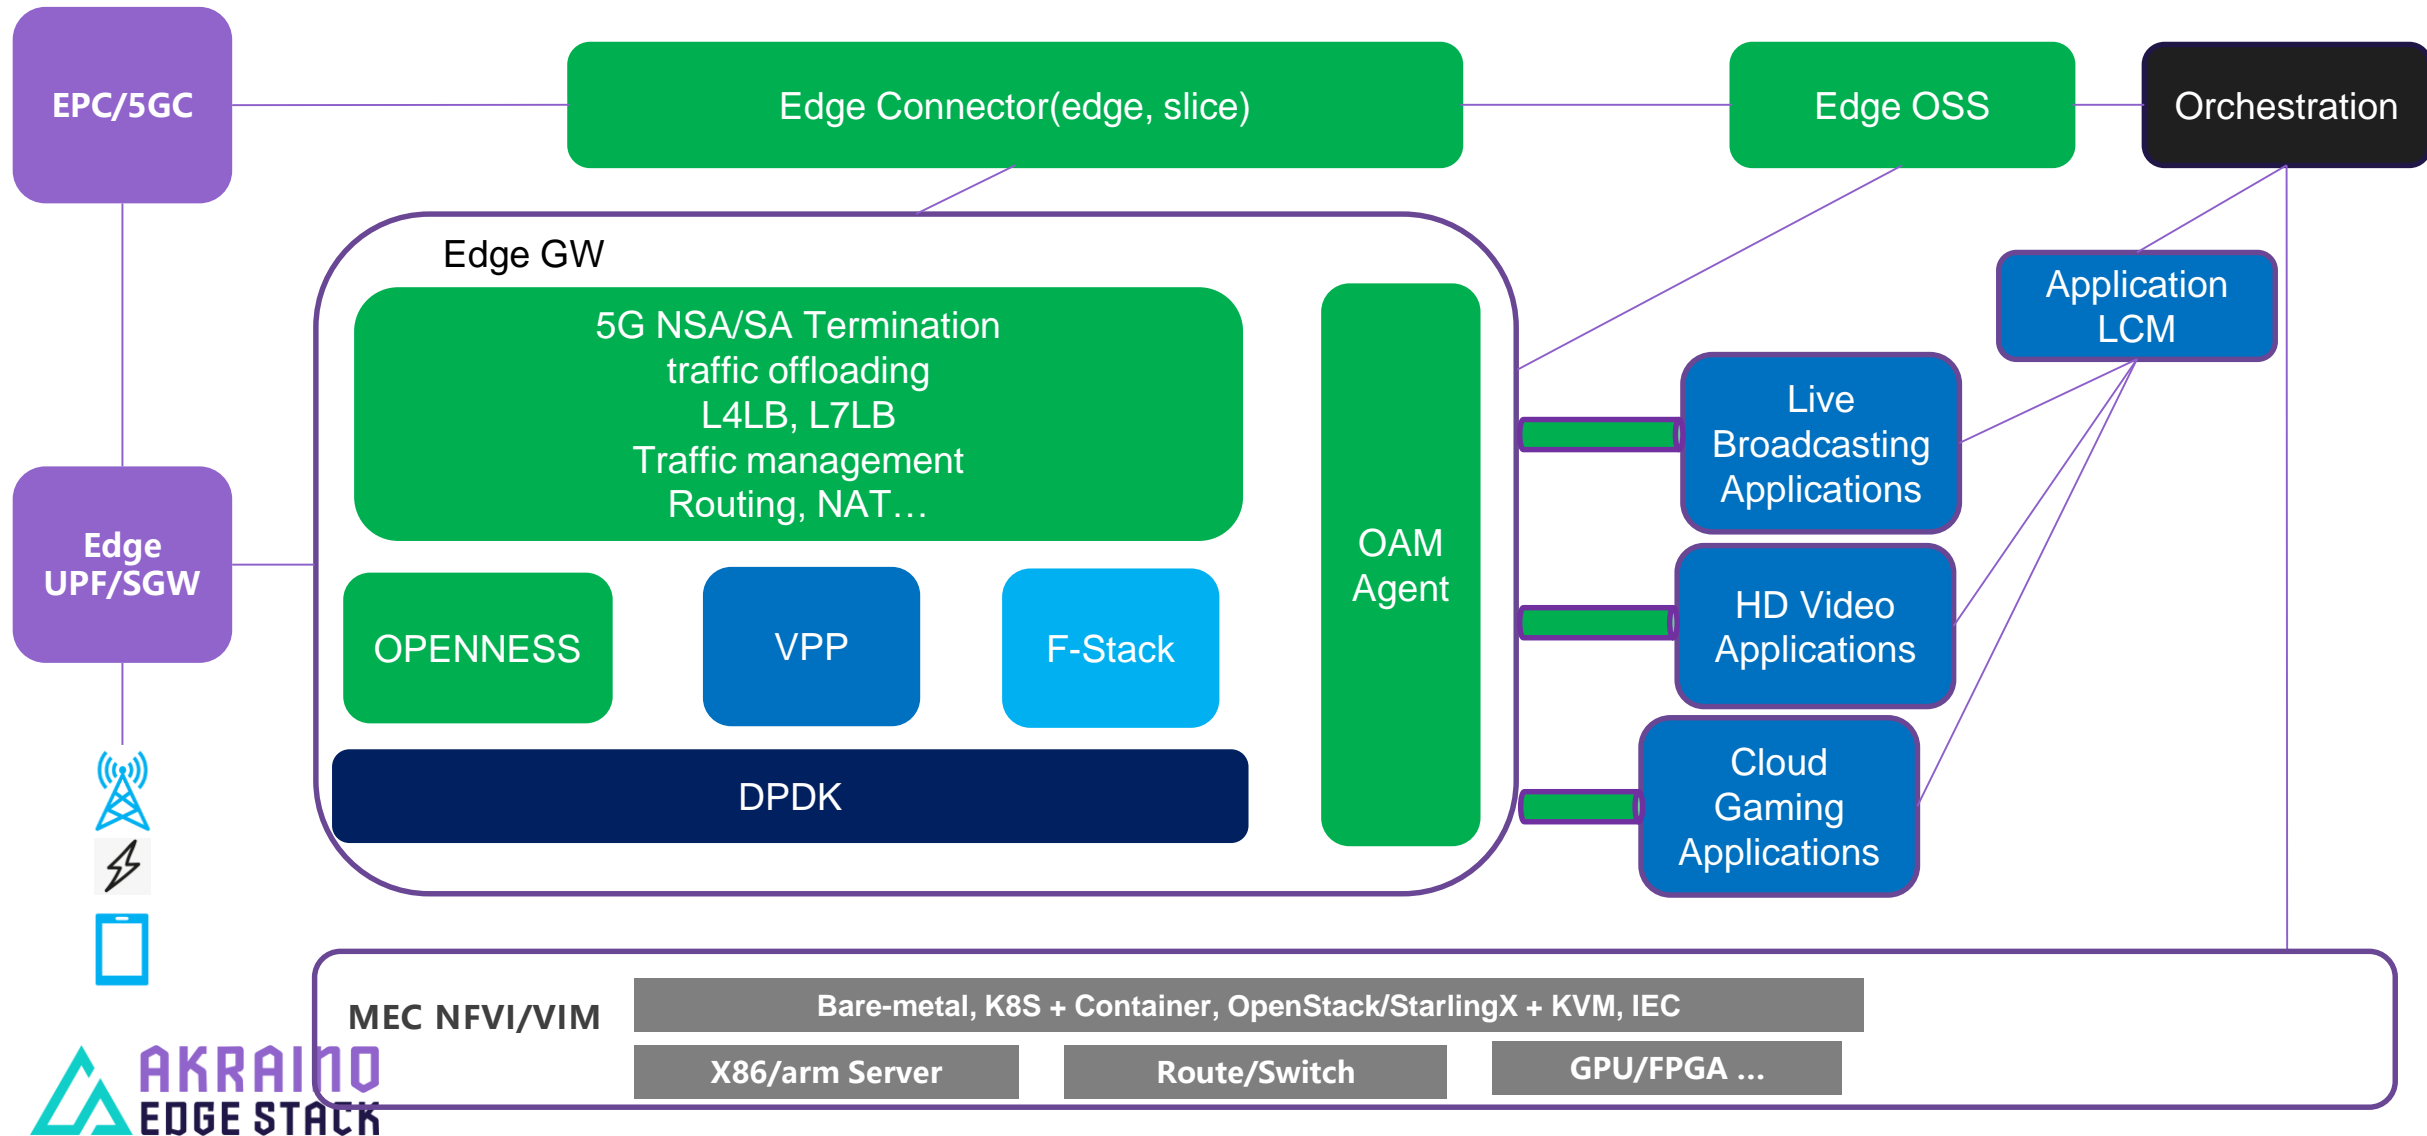 EPC/5GC
Edge Connector(edge, slice)
Edge OSS
Orchestration
Edge GW
5G NSA/SA Termination
traffic offloading
L4LB, L7LB
Traffic management
Routing, NAT…
OAM
Agent
Application
LCM
Live
Broadcasting
Applications
Edge
UPF/SGW
OPENNESS
VPP
F-Stack
HD Video
Applications
DPDK
Cloud
Gaming
Applications
MEC NFVI/VIM
Bare-metal, K8S + Container, OpenStack/StarlingX + KVM, IEC
X86/arm Server
Route/Switch
GPU/FPGA ...
AKRAINO
EDGE STACK